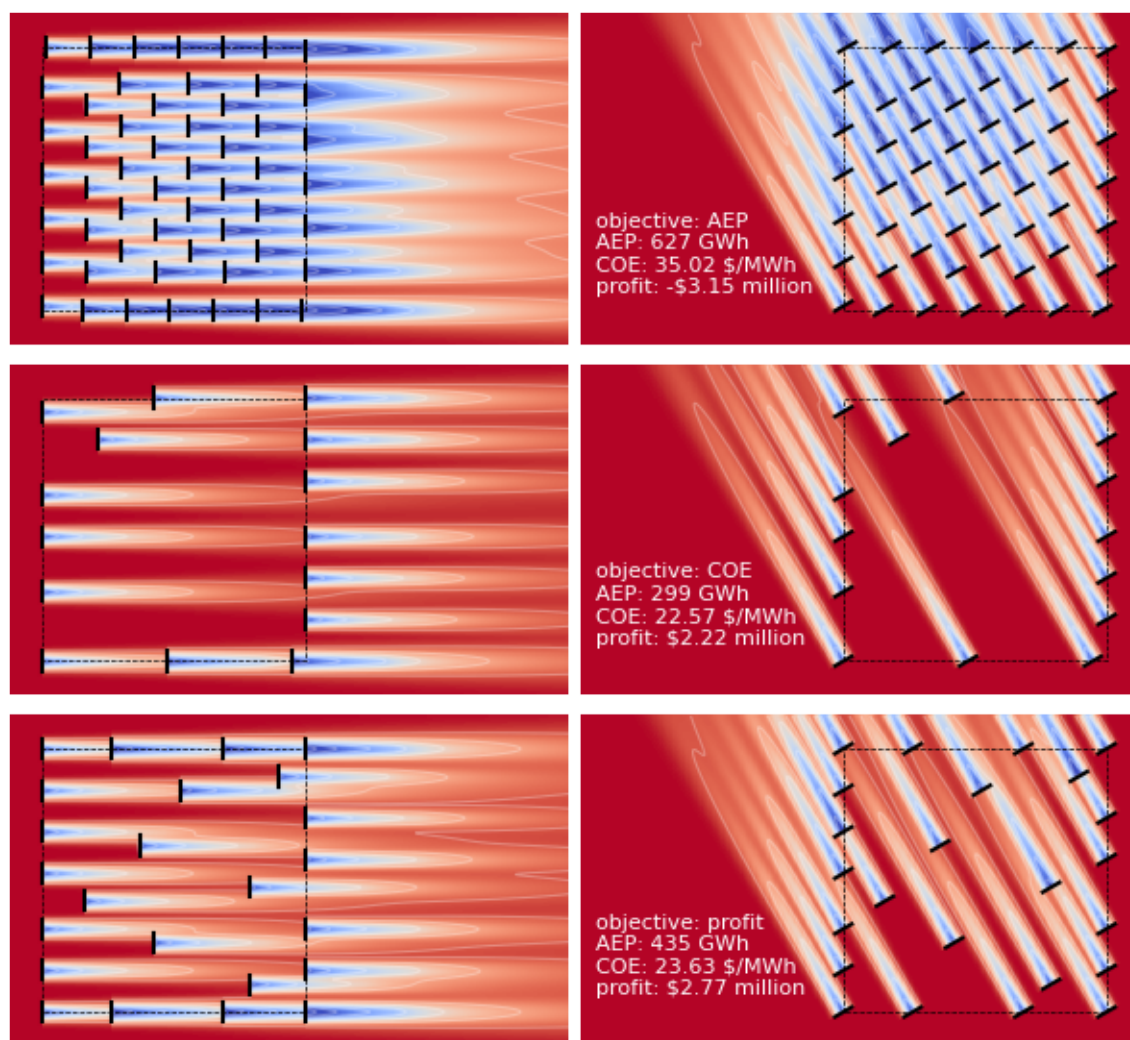 objective: AEP
AEP: 627 GWh
COE: 35.02 $/MWh
profit: -$3.15 million
objective: COE
AEP: 299 GWh
COE: 22.57 $/MWh
profit: $2.22 million
objective: profit
AEP: 435 GWh
COE: 23.63 $/MWh
profit: $2.77 million